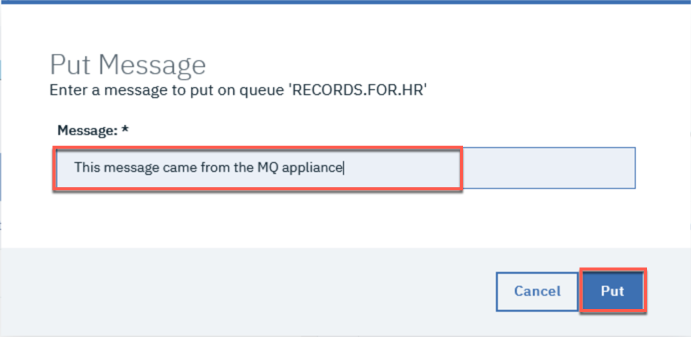 Put Message
Enter a message to put on queue 'RECORDS.FOR.HR'
Message: *
This message came from the MQ appliance
Cancel
Put